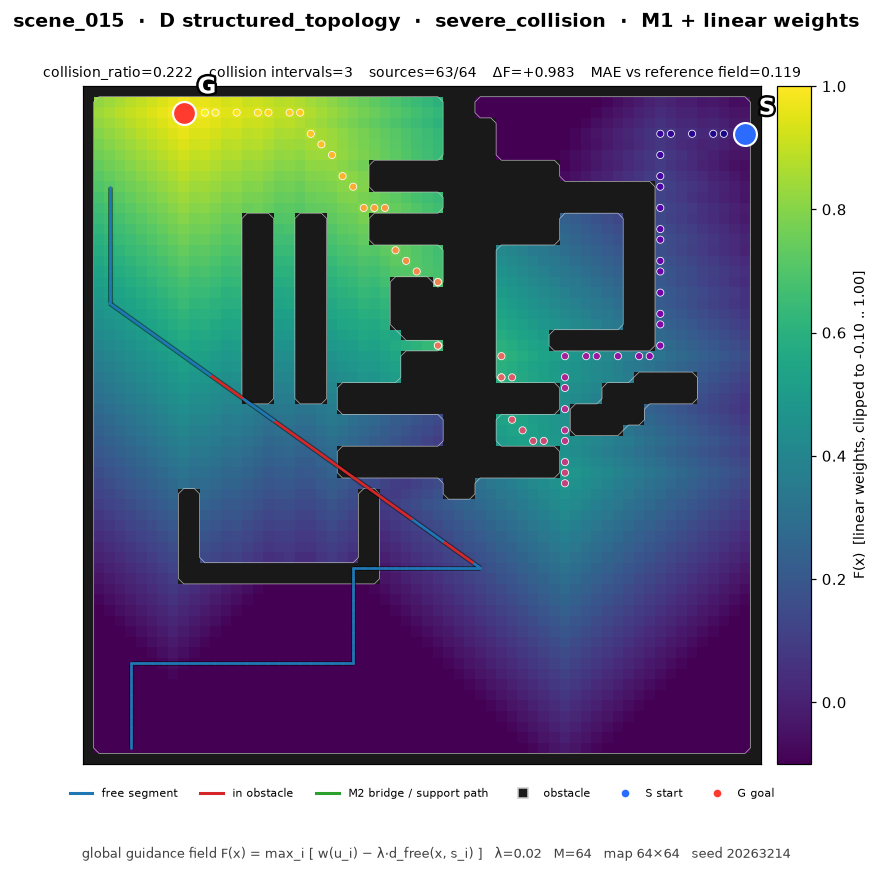 scene_015 · D structured_topology · severe_collision · M1 + linear weights
collision_ratio=0.222 collision intervals=3 sources=63/64 ΔF=+0.983 MAE vs reference field=0.119
G
S
1.0
0.8
0.6
0.4
0.2
0.0
F(x) [linear weights, clipped to -0.10 .. 1.00]
free segment
in obstacle
M2 bridge / support path
obstacle
S start
G goal
global guidance field F(x) = max_i [ w(u_i) − λ·d_free(x, s_i) ] λ=0.02 M=64 map 64×64 seed 20263214